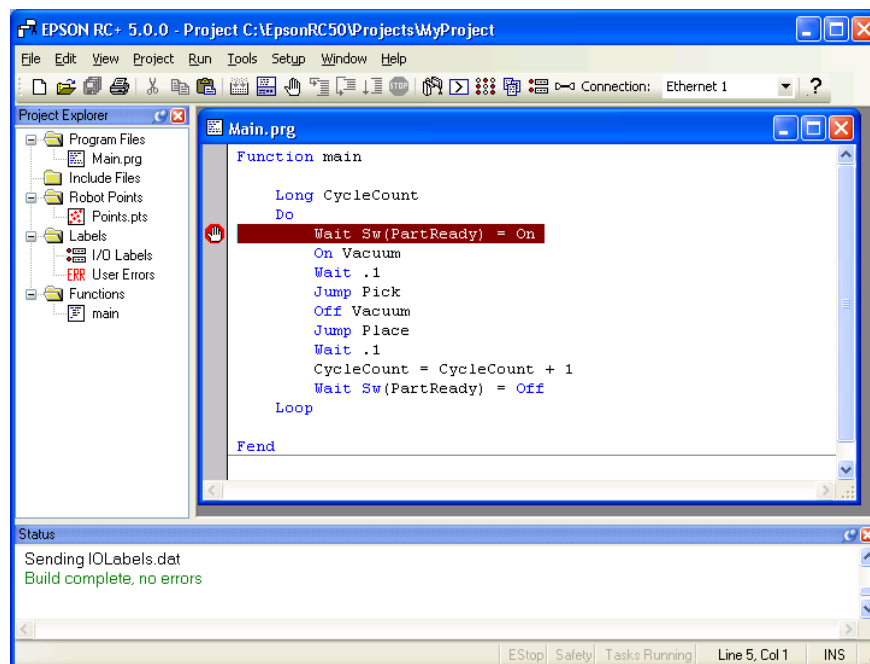 EPSON RC+ 5.0.0 - Project C:\EpsonRC50\Projects\MyProject
File Edit View Project Run Tools Setup Window Help
STOP Connection: Ethernet 1 ?
Project Explorer
Program Files
Main.prg
Include Files
Robot Points
Points.pts
Labels
I/O Labels
ERR User Errors
Functions
main
Main.prg
Function main
Long CycleCount
Do
Wait Sw(PartReady) = On
On Vacuum
Wait .1
Jump Pick
Off Vacuum
Jump Place
Wait .1
CycleCount = CycleCount + 1
Wait Sw(PartReady) = Off
Loop
Fend
Status
Sending IOLabels.dat
Build complete, no errors
EStop Safety Tasks Running Line 5, Col 1 INS